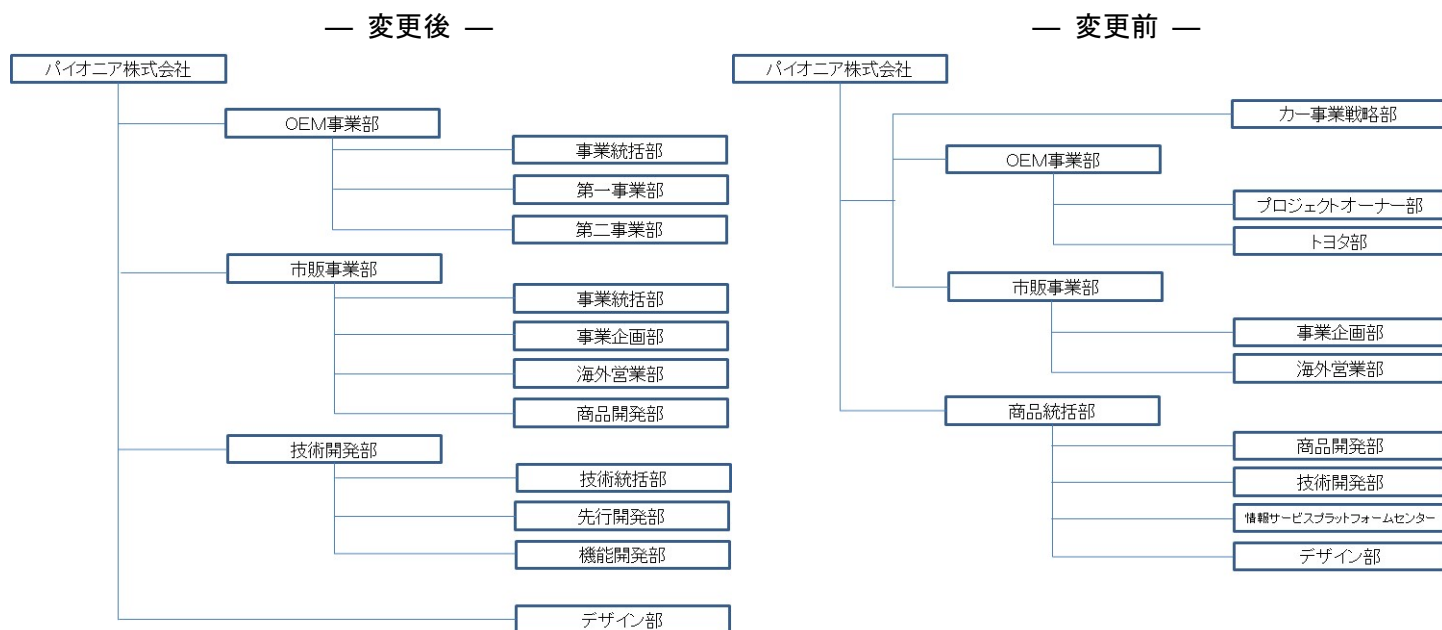 ― 変更後 ―
パイオニア株式会社
OEM事業部
事業統括部
第一事業部
第二事業部
市販事業部
事業統括部
事業企画部
海外営業部
商品開発部
技術開発部
技術統括部
先行開発部
機能開発部
デザイン部
― 変更前 ―
パイオニア株式会社
カー事業戦略部
OEM事業部
プロジェクトオーナー部
トヨタ部
市販事業部
事業企画部
海外営業部
商品統括部
商品開発部
技術開発部
情報サービスプラットフォームセンター
デザイン部